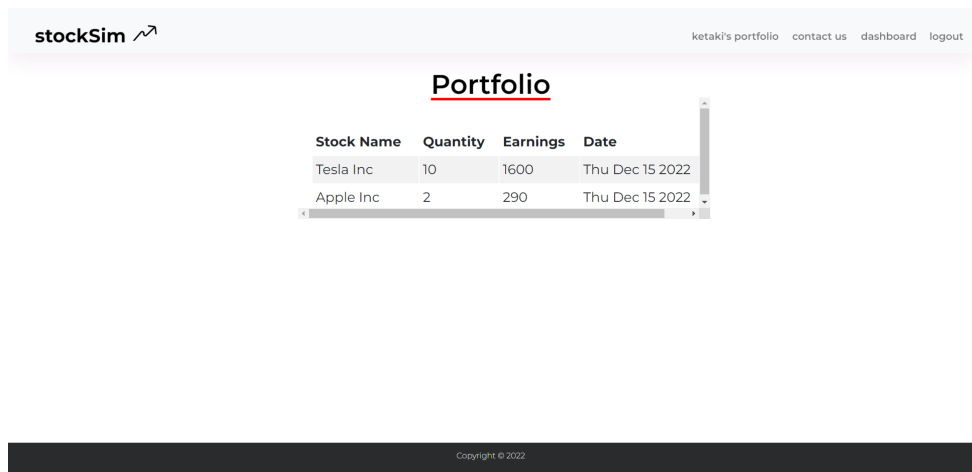 stockSim
ketaki's portfolio contact us dashboard logout
Portfolio
Stock Name Quantity Earnings Date
Tesla Inc 10 1600 Thu Dec 15 2022
Apple Inc 2 290 Thu Dec 15 2022
Copyright © 2022